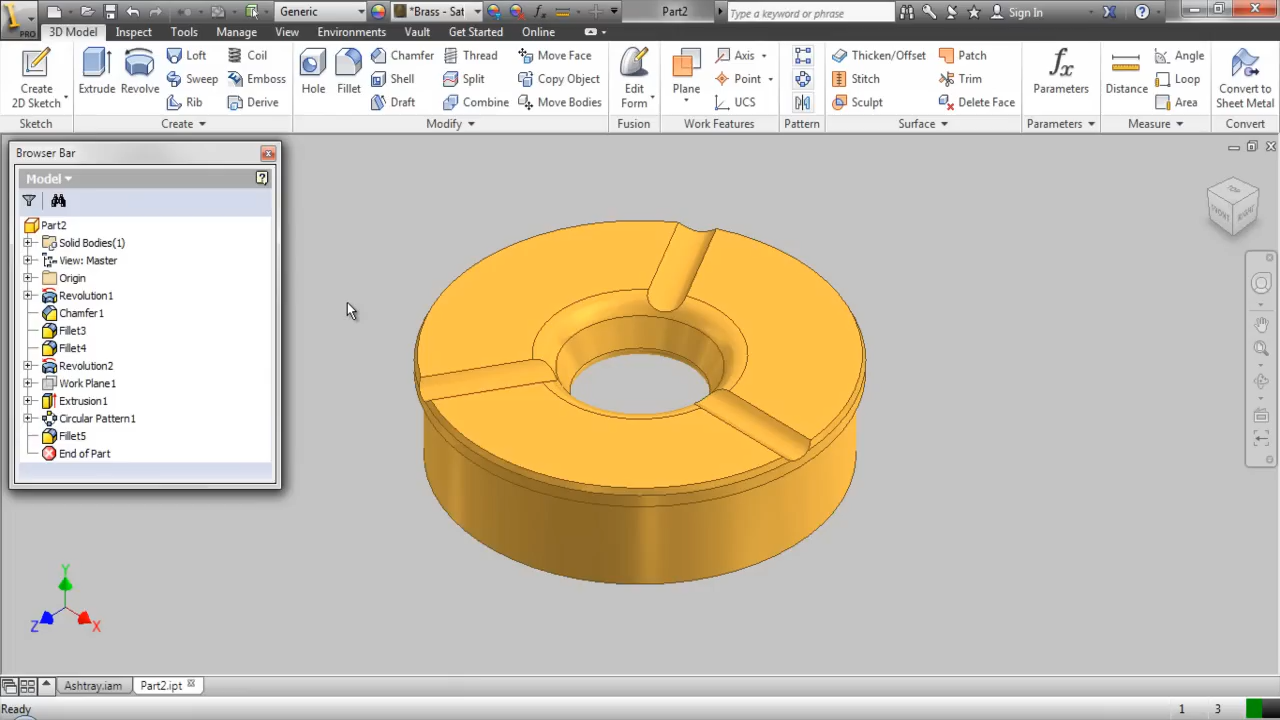 PRO
Generic
*Brass - Sat
Part2
Type a keyword or phrase
Sign In
3D Model
Inspect
Tools
Manage
View
Environments
Vault
Get Started
Online
Create
2D Sketch
Extrude
Revolve
Loft
Sweep
Rib
Coil
Emboss
Derive
Hole
Fillet
Chamfer
Shell
Draft
Thread
Split
Combine
Move Face
Copy Object
Move Bodies
Edit
Form
Plane
Axis
Point
UCS
Thicken/Offset
Stitch
Sculpt
Patch
Trim
Delete Face
Parameters
Distance
Angle
Loop
Area
Convert to
Sheet Metal
Sketch
Create
Modify
Fusion
Work Features
Pattern
Surface
Parameters
Measure
Convert
Browser Bar
Model
Part2
Solid Bodies(1)
View: Master
Origin
Revolution1
Chamfer1
Fillet3
Fillet4
Revolution2
Work Plane1
Extrusion1
Circular Pattern1
Fillet5
End of Part
TOP
FRONT
RIGHT
Y
Z
X
Ashtray.iam
Part2.ipt
Ready
1
3